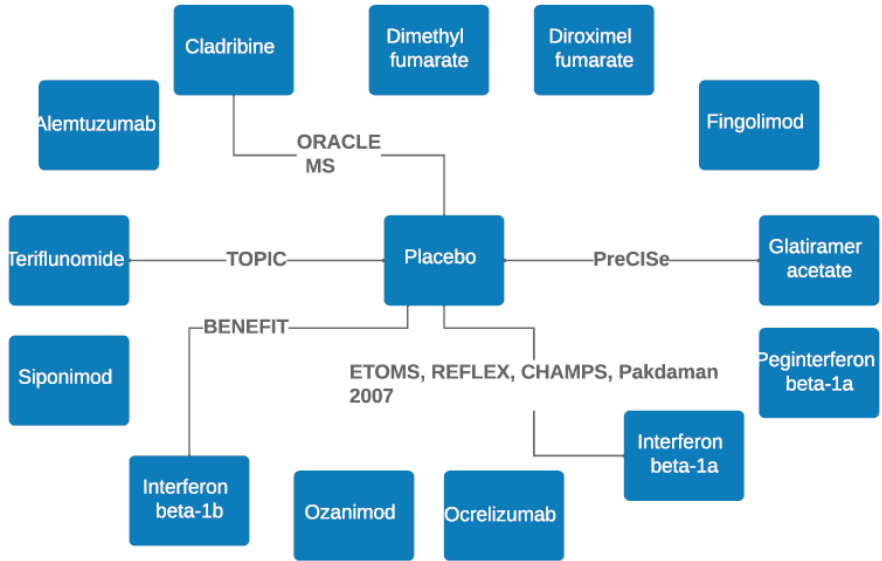 Cladribine
Dimethyl
fumarate
Diroximel
fumarate
Alemtuzumab
Fingolimod
ORACLE
MS
Teriflunomide
TOPIC
Placebo
PreCISe
Glatiramer
acetate
BENEFIT
Siponimod
ETOMS, REFLEX, CHAMPS, Pakdaman
2007
Peginterferon
beta-1a
Interferon
beta-1a
Interferon
beta-1b
Ozanimod
Ocrelizumab